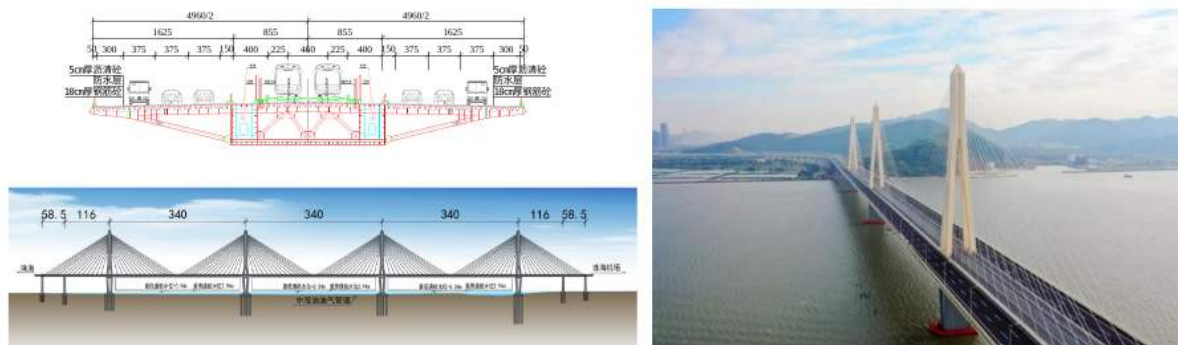 4960/2 4960/2
1625 855 855 1625
50 300 375 375 375 150 400 225 460 225 400 150 375 375 375 300 50
5cm厚沥清砼 5cm厚沥清砼
防水层 防水层
18cm厚钢筋砼 18cm厚钢筋砼
58.5 116 340 340 340 116 58.5
珠海机场
中海油油气管道